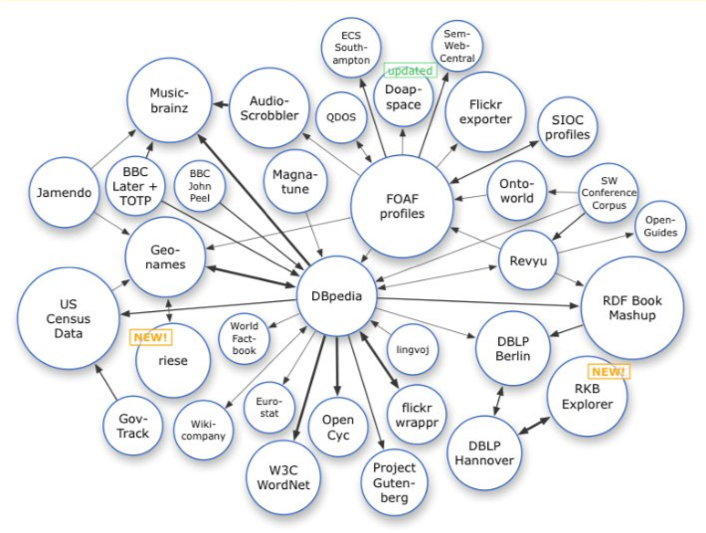 ECS
South-
ampton
Sem-
Web-
Central
updated
Doap-
space
Music-
brainz
Audio-
Scrobbler
QDOS
Flickr
exporter
SIOC
profiles
Jamendo
BBC
Later +
TOTP
BBC
John
Peel
Magna-
tune
FOAF
profiles
Onto-
world
SW
Conference
Corpus
Open-
Guides
Geo-
names
Revyu
US
Census
Data
DBpedia
RDF Book
Mashup
NEW!
riese
World
Fact-
book
lingvoj
DBLP
Berlin
NEW!
RKB
Explorer
Gov-
Track
Wiki-
company
Euro-
stat
Open
Cyc
flickr
wrappr
DBLP
Hannover
W3C
WordNet
Project
Guten-
berg